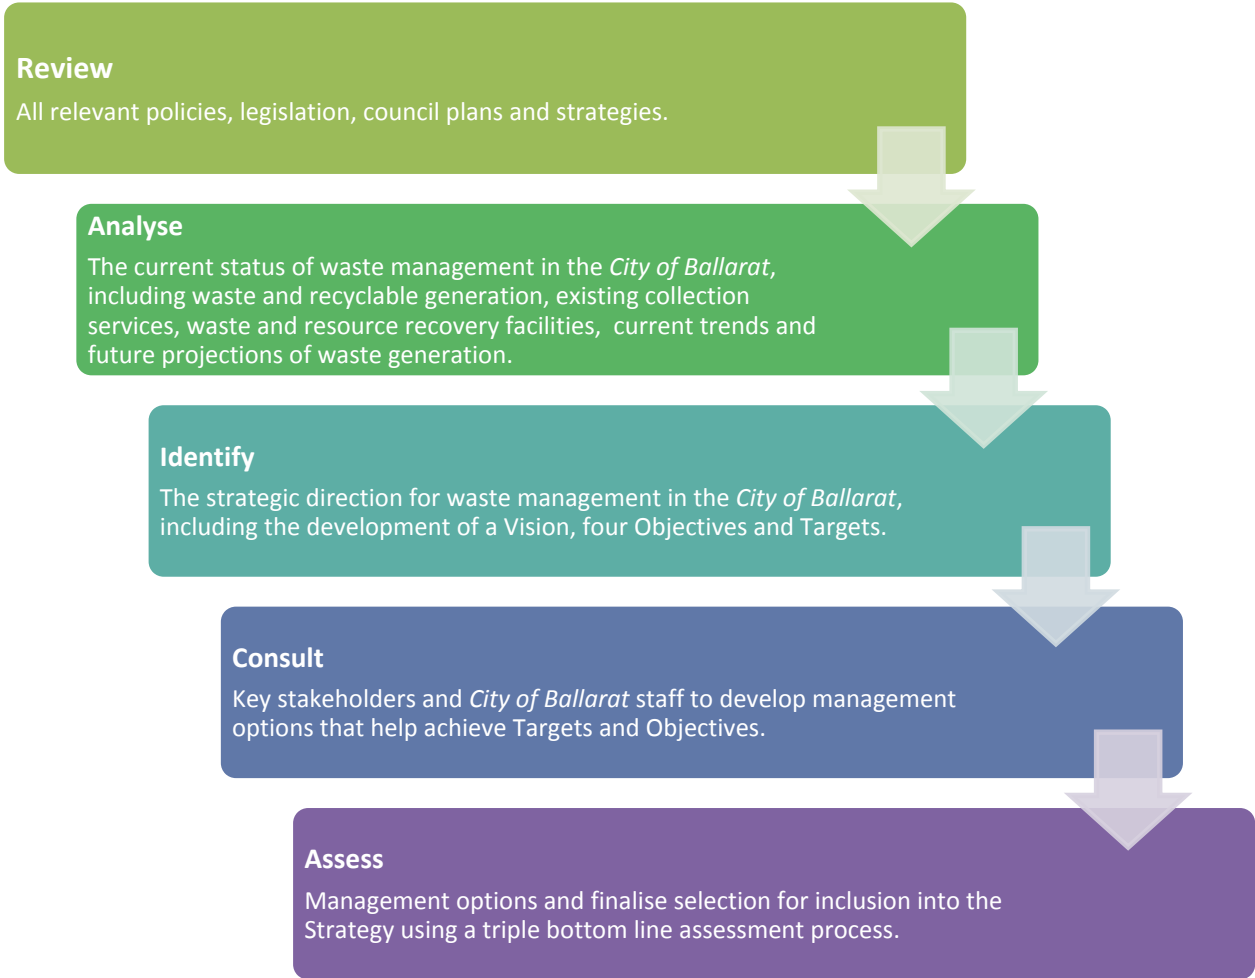 Review
All relevant policies, legislation, council plans and strategies.
Analyse
The current status of waste management in the City of Ballarat,
including waste and recyclable generation, existing collection
services, waste and resource recovery facilities,  current trends and
future projections of waste generation.
Identify
The strategic direction for waste management in the City of Ballarat,
including the development of a Vision, four Objectives and Targets.
Consult
Key stakeholders and City of Ballarat staff to develop management
options that help achieve Targets and Objectives.
Assess
Management options and finalise selection for inclusion into the
Strategy using a triple bottom line assessment process.